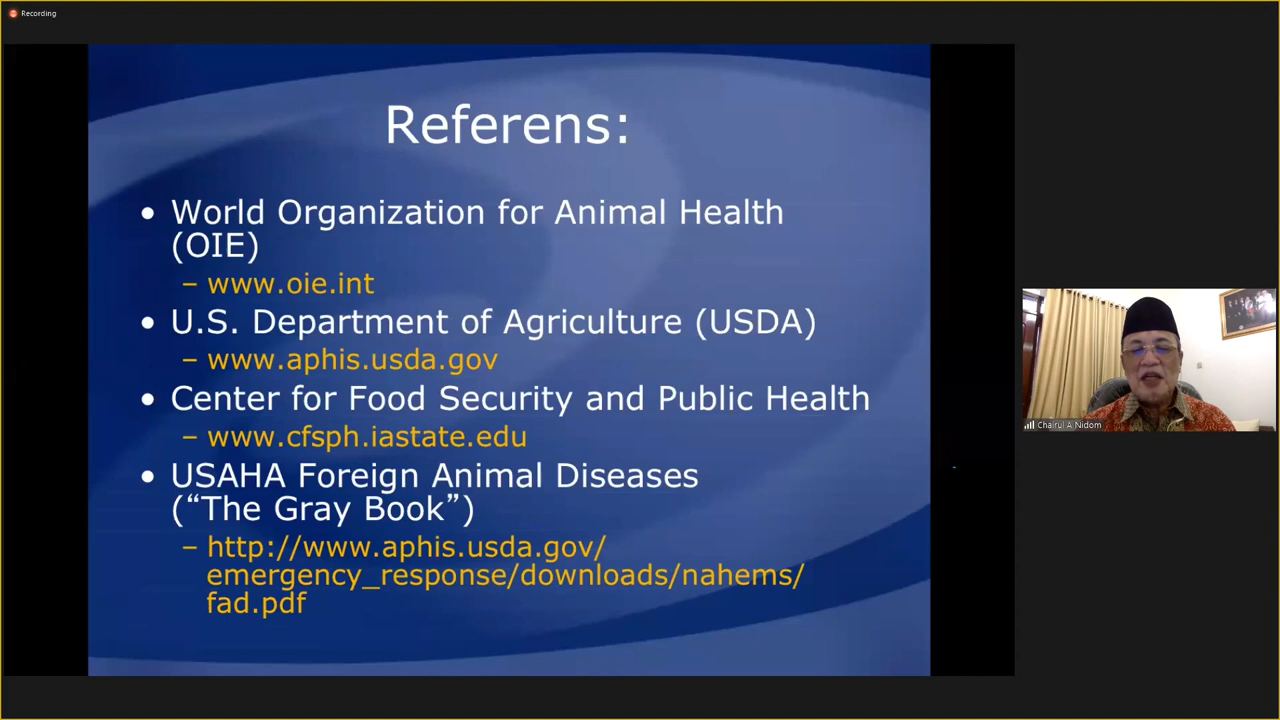 Recording
Referens:
• World Organization for Animal Health
(OIE)
– www.oie.int
• U.S. Department of Agriculture (USDA)
– www.aphis.usda.gov
• Center for Food Security and Public Health
– www.cfsph.iastate.edu
• USAHA Foreign Animal Diseases
(“The Gray Book”)
– http://www.aphis.usda.gov/
emergency_response/downloads/nahems/
fad.pdf
Chairul A Nidom